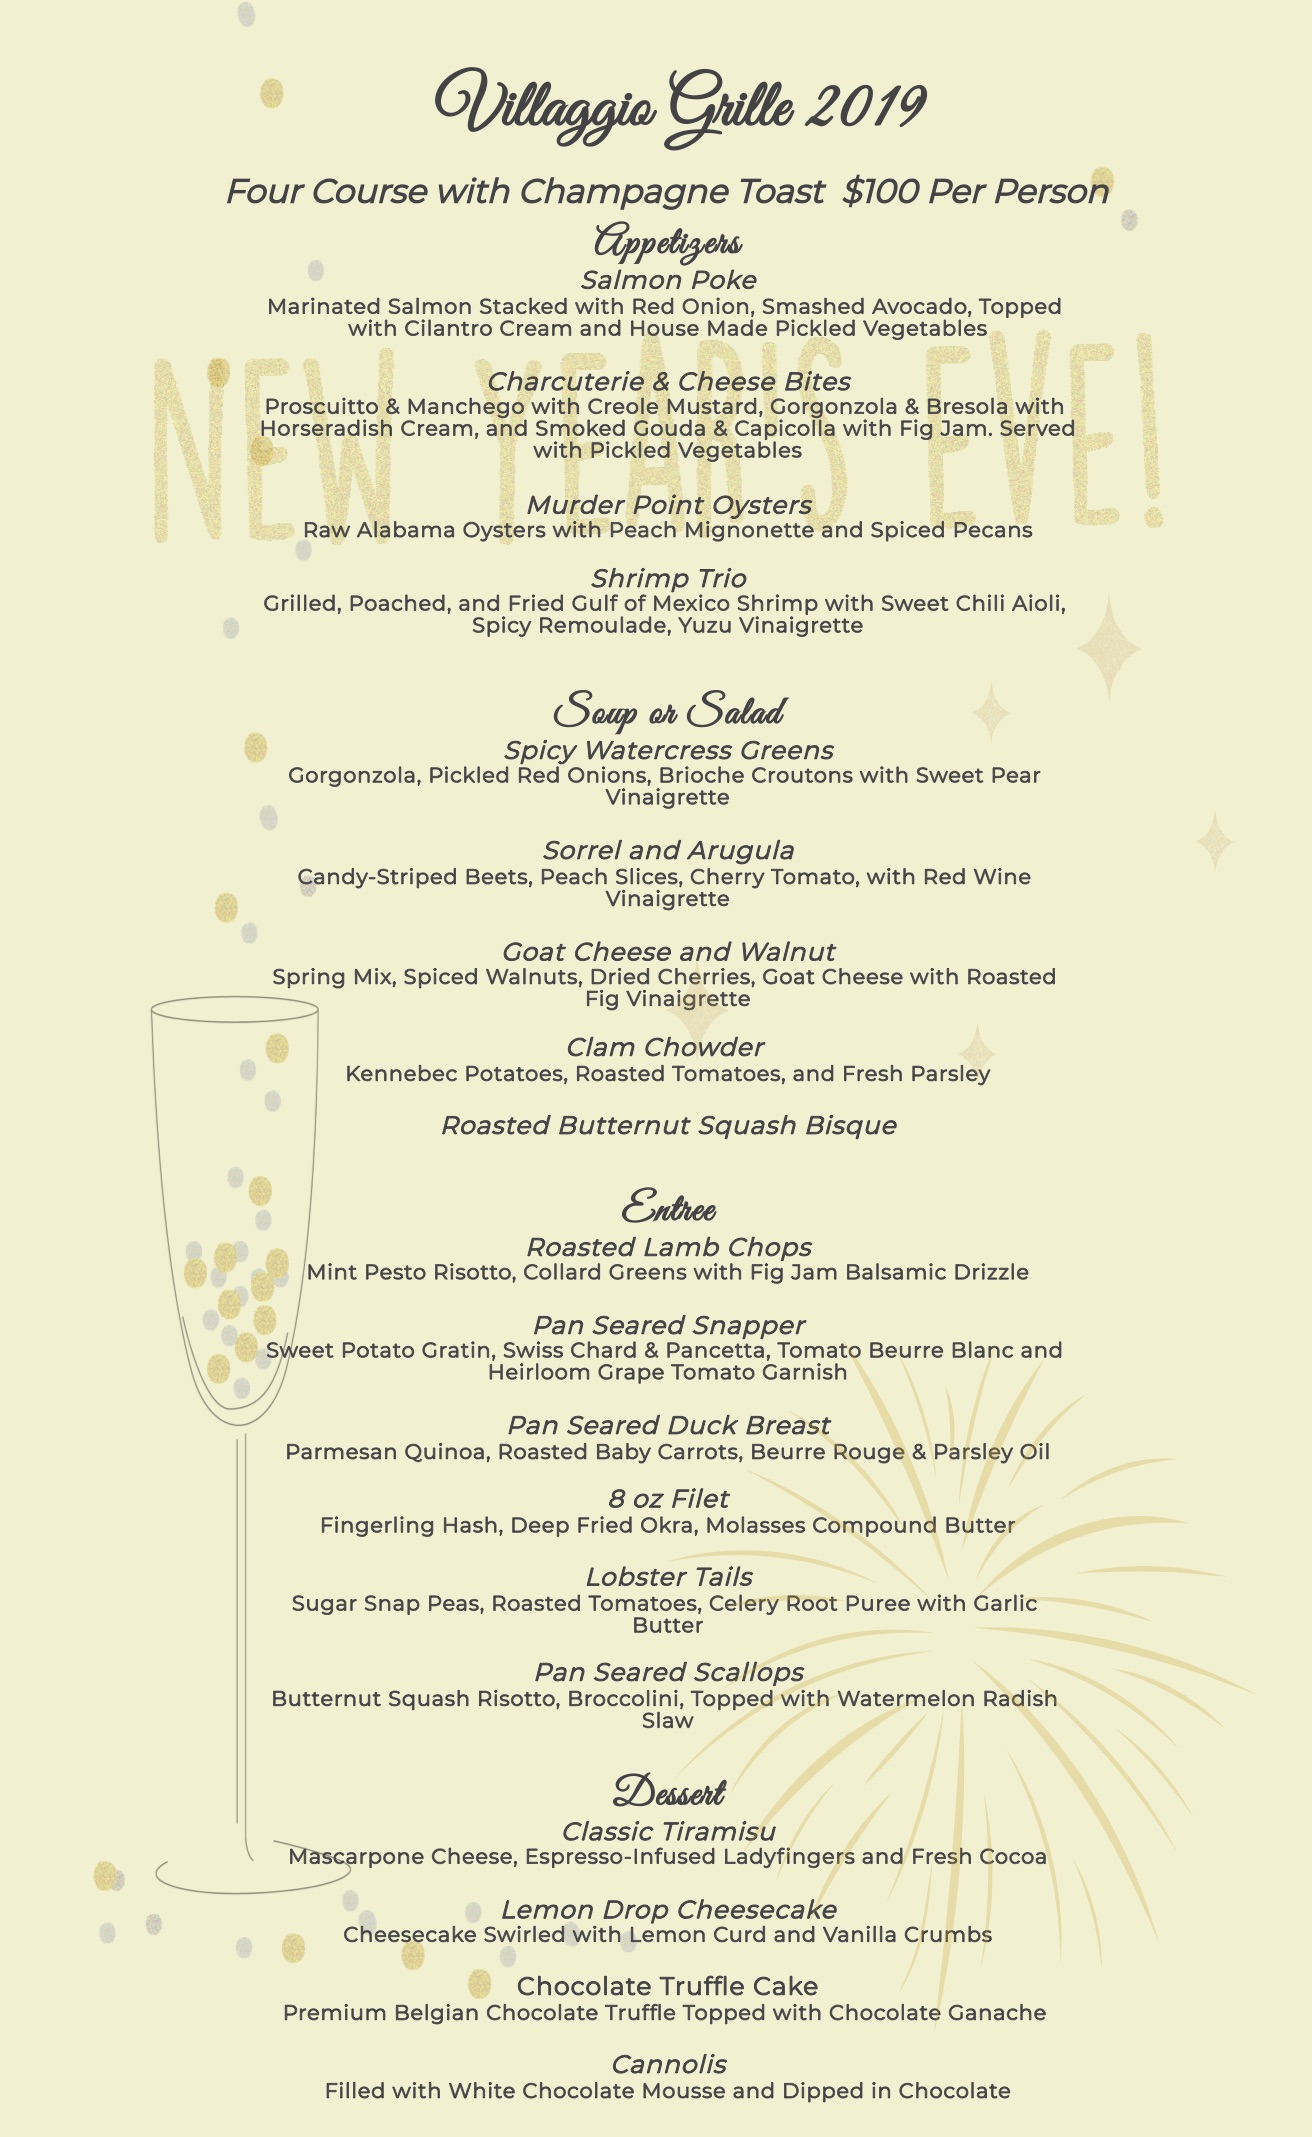 Villaggio Grille 2019
Four Course with Champagne Toast  $100 Per Person
Appetizers
Salmon Poke
Marinated Salmon Stacked with Red Onion, Smashed Avocado, Topped
with Cilantro Cream and House Made Pickled Vegetables
NEW YEAR'S EVE!
Charcuterie & Cheese Bites
Proscuitto & Manchego with Creole Mustard, Gorgonzola & Bresola with
Horseradish Cream, and Smoked Gouda & Capicolla with Fig Jam. Served
with Pickled Vegetables
Murder Point Oysters
Raw Alabama Oysters with Peach Mignonette and Spiced Pecans
Shrimp Trio
Grilled, Poached, and Fried Gulf of Mexico Shrimp with Sweet Chili Aioli,
Spicy Remoulade, Yuzu Vinaigrette
Soup or Salad
Spicy Watercress Greens
Gorgonzola, Pickled Red Onions, Brioche Croutons with Sweet Pear
Vinaigrette
Sorrel and Arugula
Candy-Striped Beets, Peach Slices, Cherry Tomato, with Red Wine
Vinaigrette
Goat Cheese and Walnut
Spring Mix, Spiced Walnuts, Dried Cherries, Goat Cheese with Roasted
Fig Vinaigrette
Clam Chowder
Kennebec Potatoes, Roasted Tomatoes, and Fresh Parsley
Roasted Butternut Squash Bisque
Entree
Roasted Lamb Chops
Mint Pesto Risotto, Collard Greens with Fig Jam Balsamic Drizzle
Pan Seared Snapper
Sweet Potato Gratin, Swiss Chard & Pancetta, Tomato Beurre Blanc and
Heirloom Grape Tomato Garnish
Pan Seared Duck Breast
Parmesan Quinoa, Roasted Baby Carrots, Beurre Rouge & Parsley Oil
8 oz Filet
Fingerling Hash, Deep Fried Okra, Molasses Compound Butter
Lobster Tails
Sugar Snap Peas, Roasted Tomatoes, Celery Root Puree with Garlic
Butter
Pan Seared Scallops
Butternut Squash Risotto, Broccolini, Topped with Watermelon Radish
Slaw
Dessert
Classic Tiramisu
Mascarpone Cheese, Espresso-Infused Ladyfingers and Fresh Cocoa
Lemon Drop Cheesecake
Cheesecake Swirled with Lemon Curd and Vanilla Crumbs
Chocolate Truffle Cake
Premium Belgian Chocolate Truffle Topped with Chocolate Ganache
Cannolis
Filled with White Chocolate Mousse and Dipped in Chocolate